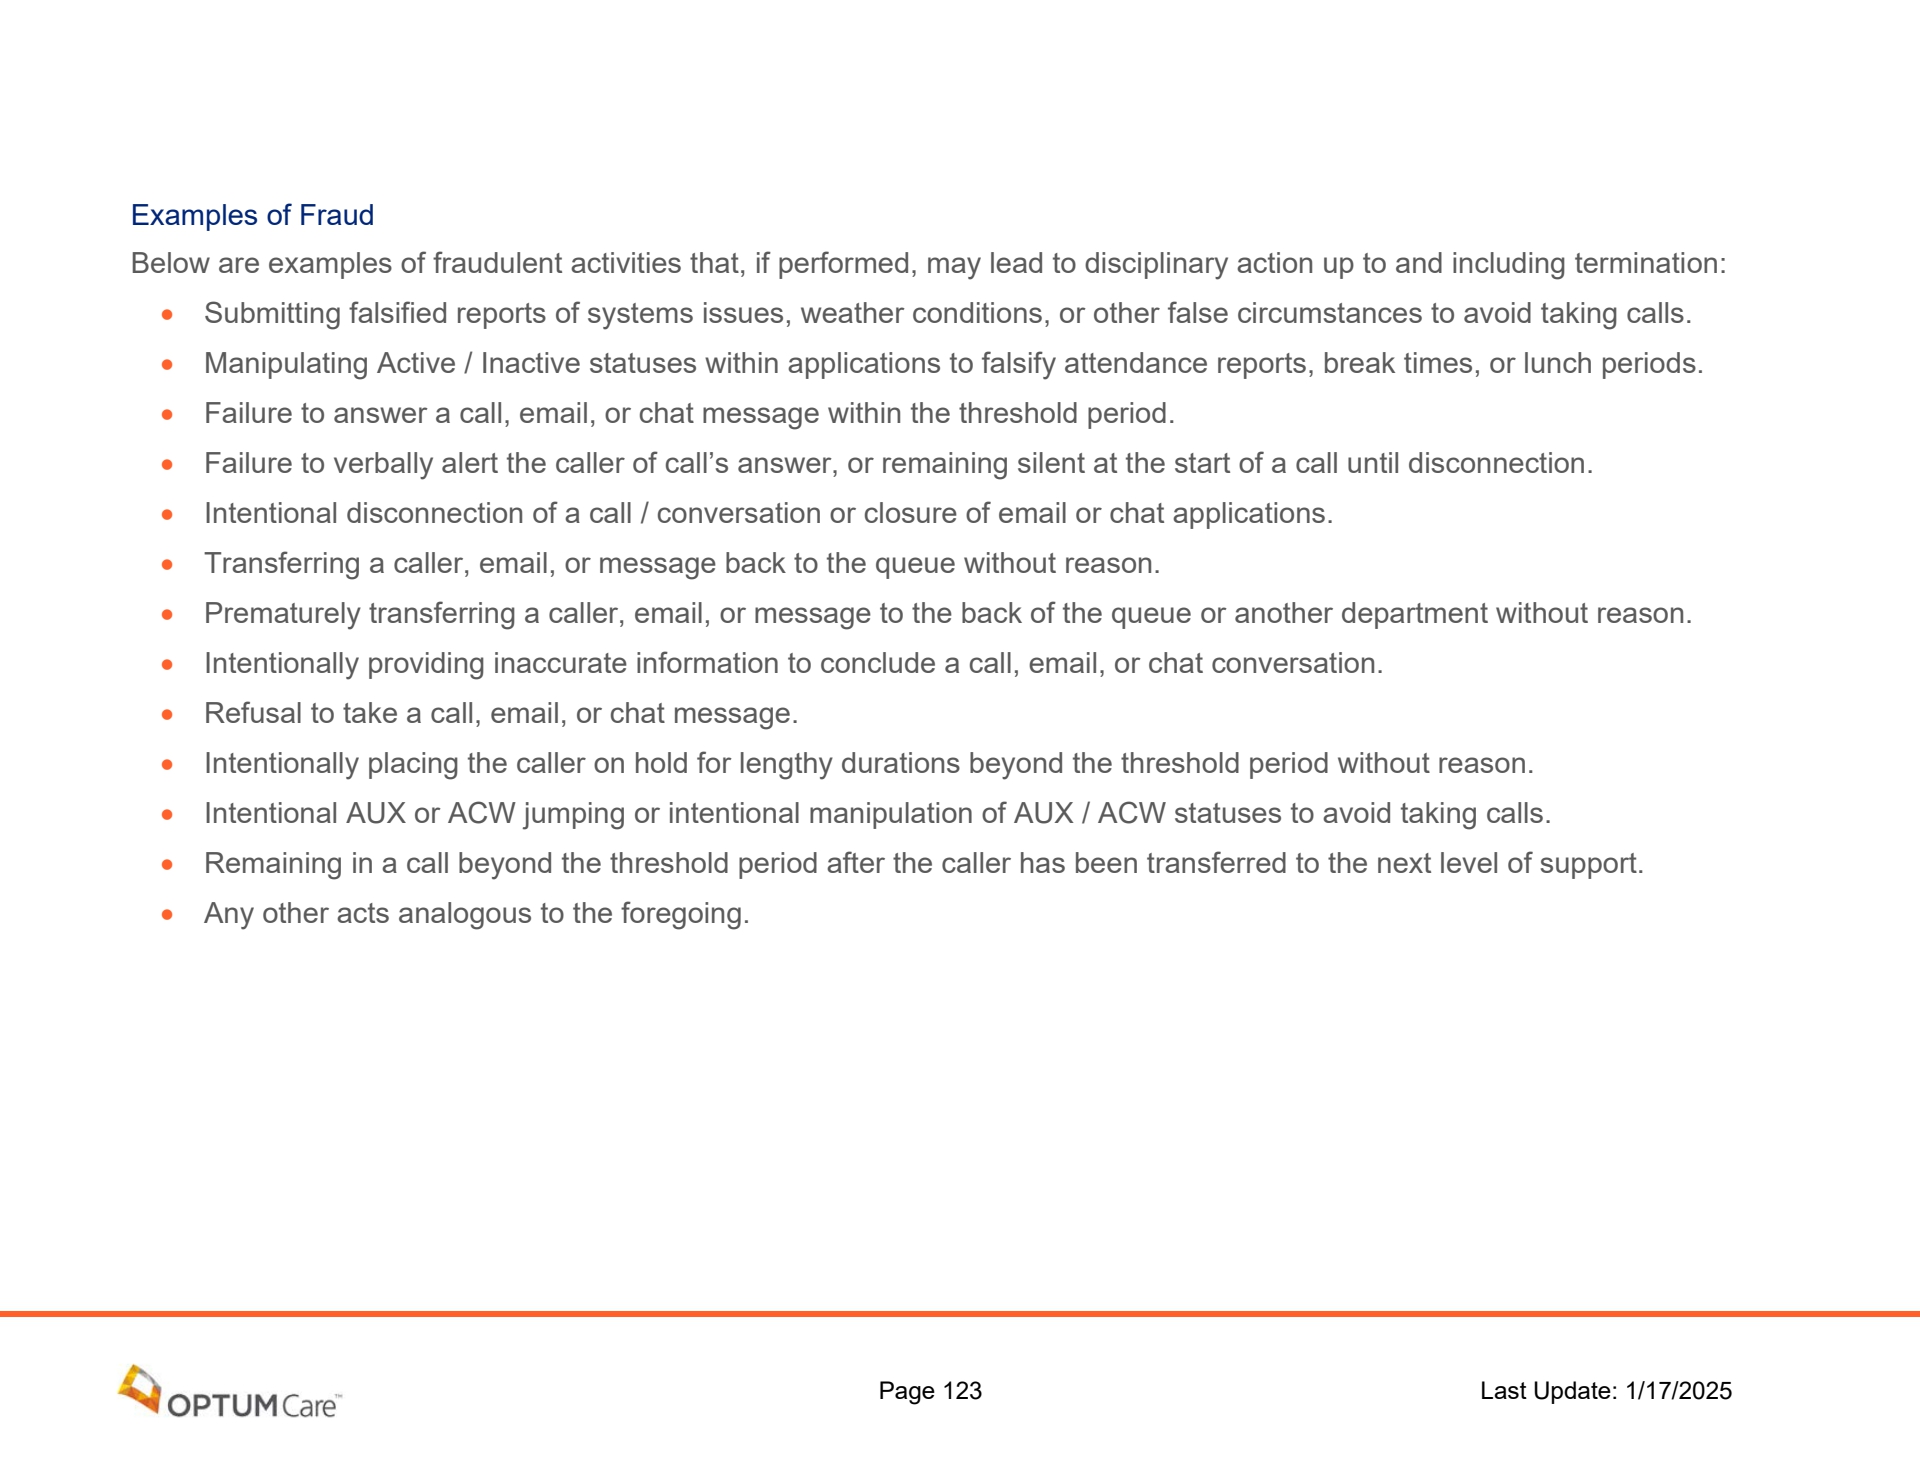 Examples of Fraud
Below are examples of fraudulent activities that, if performed, may lead to disciplinary action up to and including termination:
• Submitting falsified reports of systems issues, weather conditions, or other false circumstances to avoid taking calls.
• Manipulating Active / Inactive statuses within applications to falsify attendance reports, break times, or lunch periods.
• Failure to answer a call, email, or chat message within the threshold period.
• Failure to verbally alert the caller of call’s answer, or remaining silent at the start of a call until disconnection.
• Intentional disconnection of a call / conversation or closure of email or chat applications.
• Transferring a caller, email, or message back to the queue without reason.
• Prematurely transferring a caller, email, or message to the back of the queue or another department without reason.
• Intentionally providing inaccurate information to conclude a call, email, or chat conversation.
• Refusal to take a call, email, or chat message.
• Intentionally placing the caller on hold for lengthy durations beyond the threshold period without reason.
• Intentional AUX or ACW jumping or intentional manipulation of AUX / ACW statuses to avoid taking calls.
• Remaining in a call beyond the threshold period after the caller has been transferred to the next level of support.
• Any other acts analogous to the foregoing.
OPTUM Care™
Page 123
Last Update: 1/17/2025